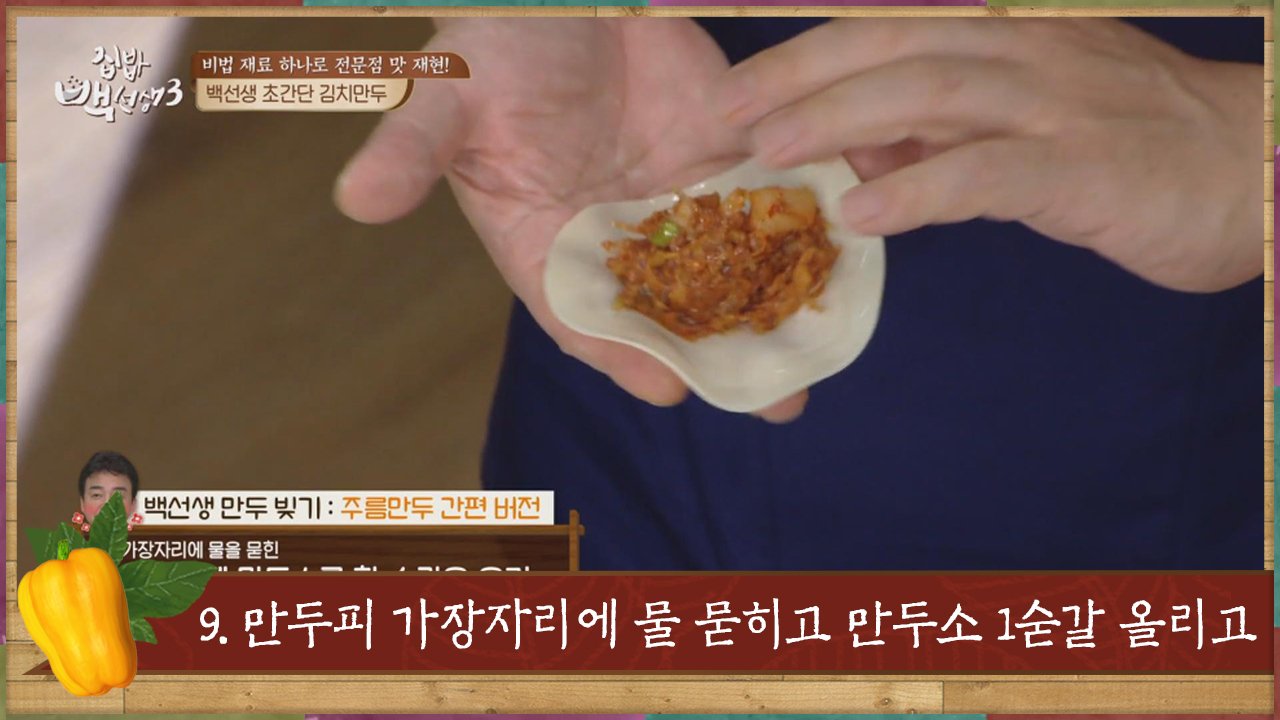 집밥
백선생3
비법 재료 하나로 전문점 맛 재현!
백선생 초간단 김치만두
백선생 만두 빚기 : 주름만두 간편 버전
가장자리에 물을 묻힌
9. 만두피 가장자리에 물 묻히고 만두소 1숟갈 올리고